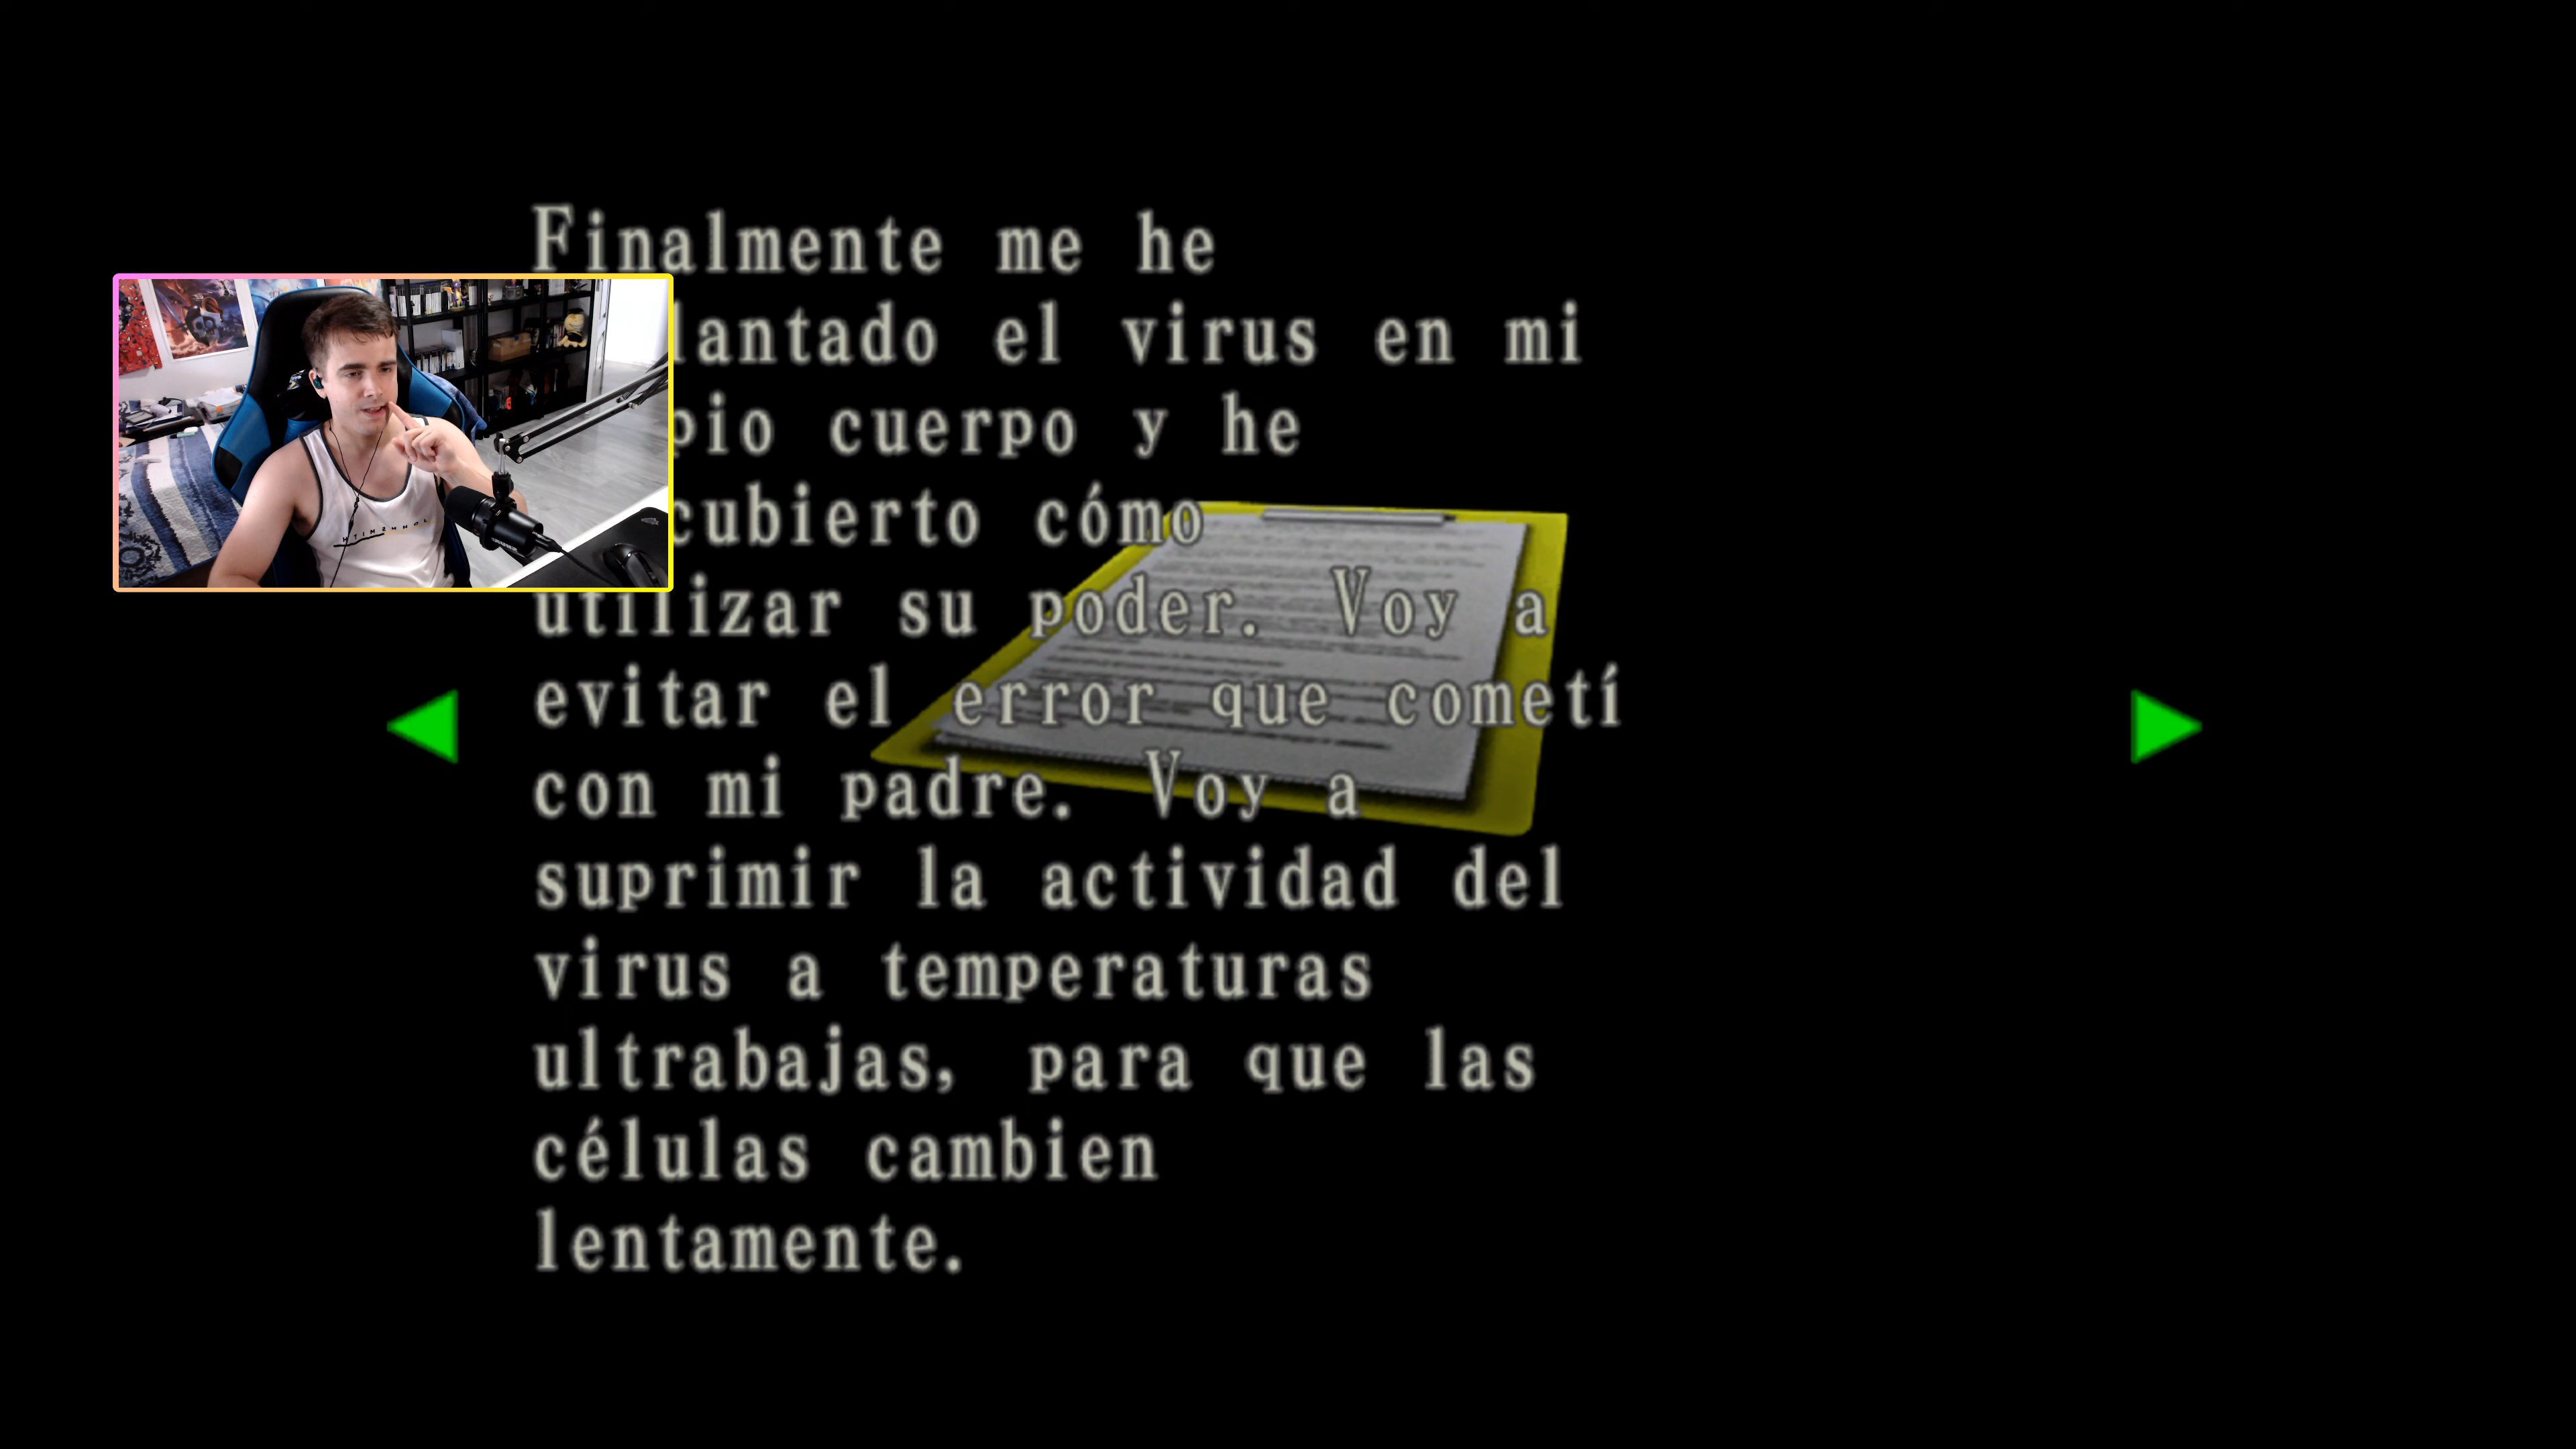 Finalmente me he
el virus en mi
cuerpo y he
cómo
utilizar su poder. Voy a
evitar el error que cometí
con mi padre. Voy a
suprimir la actividad del
virus a temperaturas
ultrabajas, para que las
células cambien
lentamente.